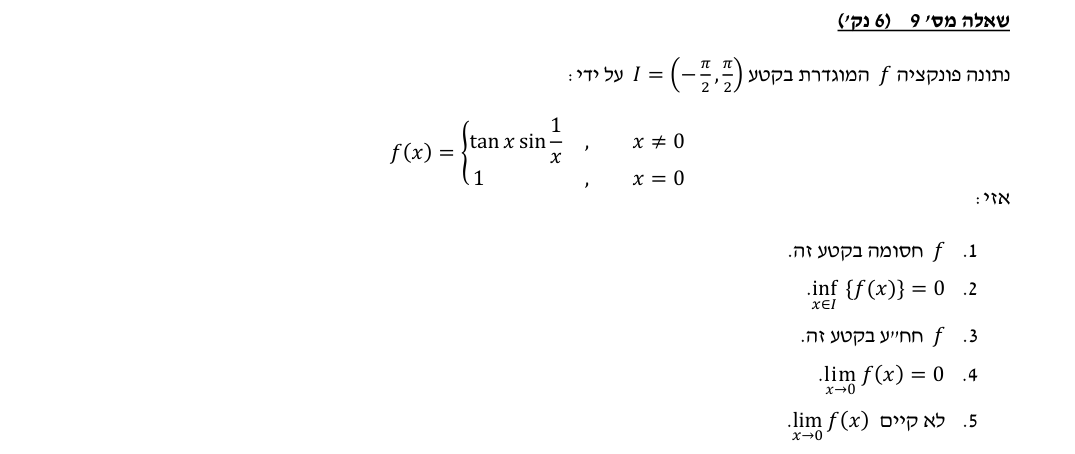 שאלה מס' 9 (6 נק')
נתונה פונקציה f המוגדרת בקטע I = (−π/2, π/2) על ידי:
f(x) = { tan x sin 1/x , x ≠ 0
1 , x = 0
אזי:
1. f חסומה בקטע זה.
2. inf_{x∈I} {f(x)} = 0.
3. f חח"ע בקטע זה.
4. lim_{x→0} f(x) = 0.
5. לא קיים lim_{x→0} f(x).